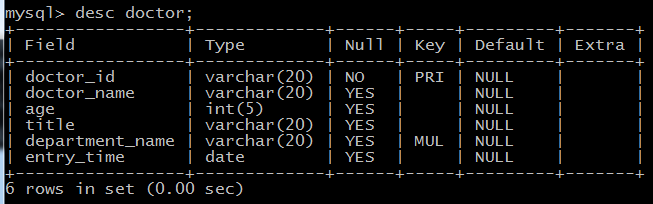 mysql> desc doctor;
+-----------------+-------------+------+-----+---------+-------+
| Field           | Type        | Null | Key | Default | Extra |
+-----------------+-------------+------+-----+---------+-------+
| doctor_id       | varchar(20) | NO   | PRI | NULL    |       |
| doctor_name     | varchar(20) | YES  |     | NULL    |       |
| age             | int(5)      | YES  |     | NULL    |       |
| title           | varchar(20) | YES  |     | NULL    |       |
| department_name | varchar(20) | YES  | MUL | NULL    |       |
| entry_time      | date        | YES  |     | NULL    |       |
+-----------------+-------------+------+-----+---------+-------+
6 rows in set (0.00 sec)